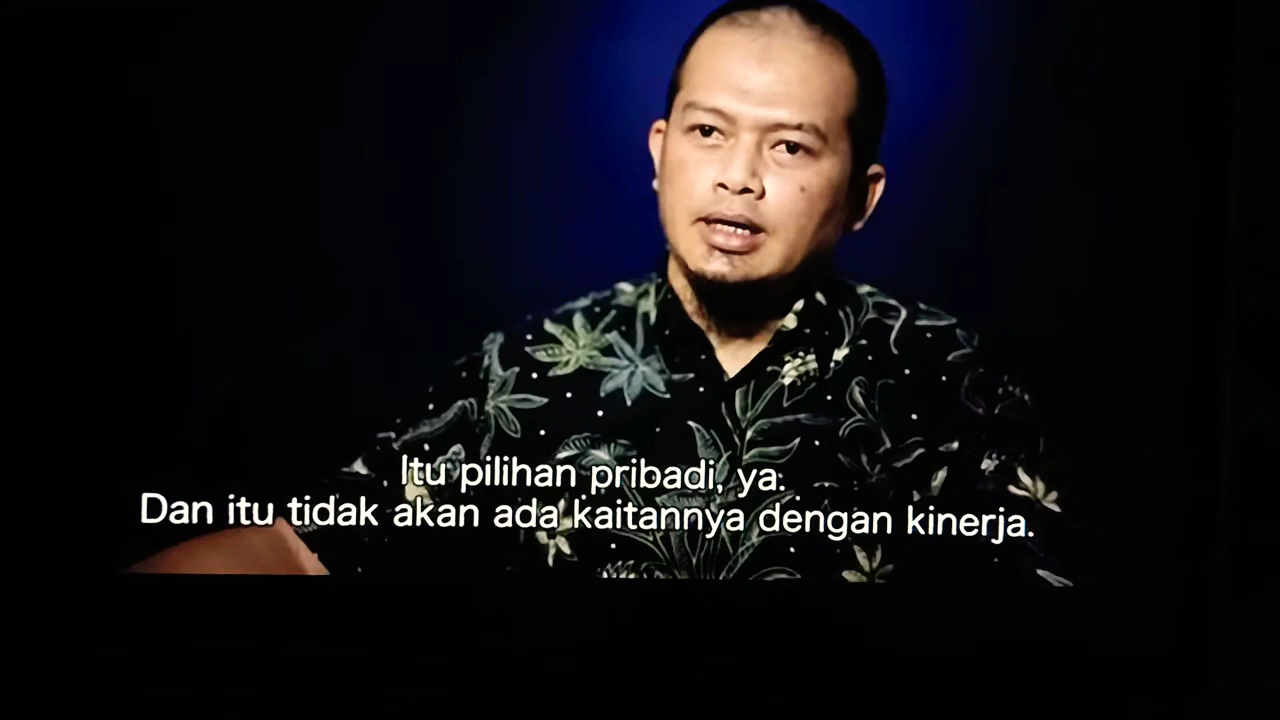 Itu pilihan pribadi, ya.
Dan itu tidak akan ada kaitannya dengan kinerja.